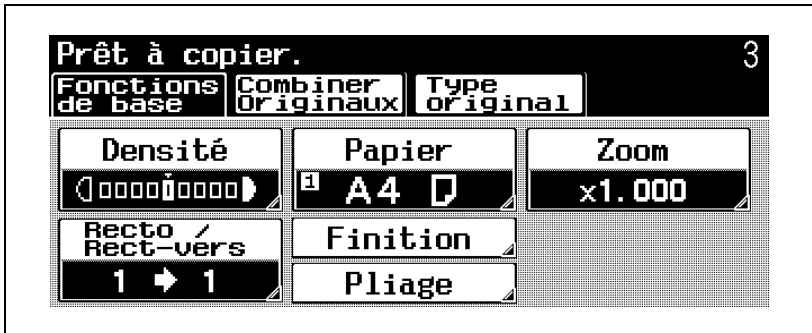 Prêt à copier. 3
Fonctions de base
Combiner Originaux
Type original
Densité
Papier
Zoom
1 A4
x1.000
Recto / Rect-vers
Finition
1 ➔ 1
Pliage